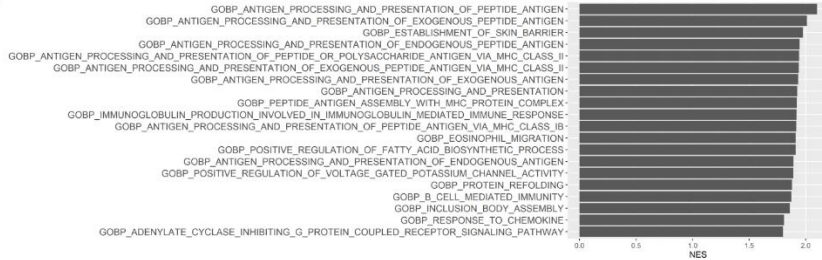 GOBP_ANTIGEN_PROCESSING_AND_PRESENTATION_OF_PEPTIDE_ANTIGEN
GOBP_ANTIGEN_PROCESSING_AND_PRESENTATION_OF_EXOGENOUS_PEPTIDE_ANTIGEN
GOBP_ESTABLISHMENT_OF_SKIN_BARRIER
GOBP_ANTIGEN_PROCESSING_AND_PRESENTATION_OF_ENDOGENOUS_PEPTIDE_ANTIGEN
GOBP_ANTIGEN_PROCESSING_AND_PRESENTATION_OF_PEPTIDE_OR_POLYSACCHARIDE_ANTIGEN_VIA_MHC_CLASS_II
GOBP_ANTIGEN_PROCESSING_AND_PRESENTATION_OF_EXOGENOUS_PEPTIDE_ANTIGEN_VIA_MHC_CLASS_II
GOBP_ANTIGEN_PROCESSING_AND_PRESENTATION_OF_EXOGENOUS_ANTIGEN
GOBP_ANTIGEN_PROCESSING_AND_PRESENTATION
GOBP_PEPTIDE_ANTIGEN_ASSEMBLY_WITH_MHC_PROTEIN_COMPLEX
GOBP_IMMUNOGLOBULIN_PRODUCTION_INVOLVED_IN_IMMUNOGLOBULIN_MEDIATED_IMMUNE_RESPONSE
GOBP_ANTIGEN_PROCESSING_AND_PRESENTATION_OF_PEPTIDE_ANTIGEN_VIA_MHC_CLASS_IB
GOBP_EOSINOPHIL_MIGRATION
GOBP_POSITIVE_REGULATION_OF_FATTY_ACID_BIOSYNTHETIC_PROCESS
GOBP_ANTIGEN_PROCESSING_AND_PRESENTATION_OF_ENDOGENOUS_ANTIGEN
GOBP_POSITIVE_REGULATION_OF_VOLTAGE_GATED_POTASSIUM_CHANNEL_ACTIVITY
GOBP_PROTEIN_REFOLDING
GOBP_B_CELL_MEDIATED_IMMUNITY
GOBP_INCLUSION_BODY_ASSEMBLY
GOBP_RESPONSE_TO_CHEMOKINE
GOBP_ADENYLATE_CYCLASE_INHIBITING_G_PROTEIN_COUPLED_RECEPTOR_SIGNALING_PATHWAY
0.0 0.5 1.0 1.5 2.0
NES